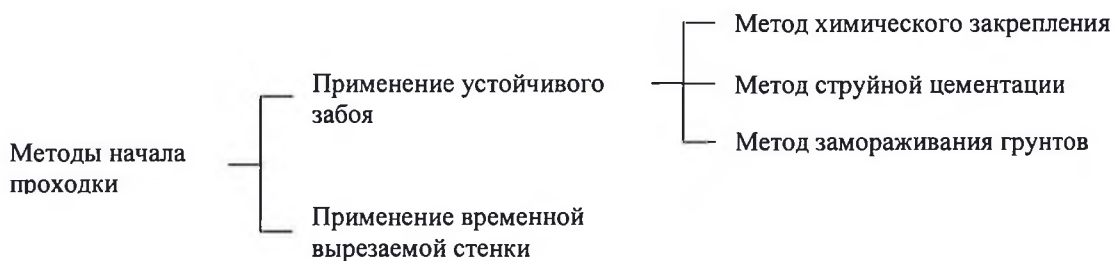 Методы начала
проходки
Применение устойчивого
забоя
Применение временной
вырезаемой стенки
Метод химического закрепления
Метод струйной цементации
Метод замораживания грунтов